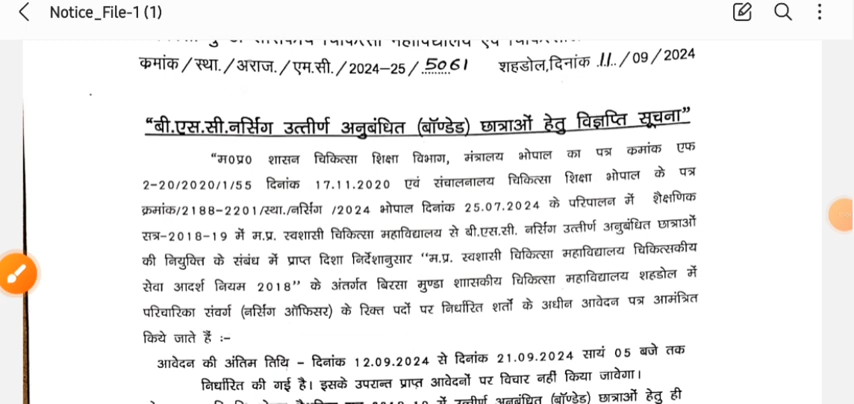 Notice_File-1 (1)
क्रमांक / स्था. / अराज. / एम.सी. / 2024-25 / 5061 शहडोल, दिनांक 11. / 09 / 2024
“बी.एस.सी.नर्सिग उत्तीर्ण अनुबंधित (बॉण्डेड) छात्राओं हेतु विज्ञप्ति सूचना”
“म0प्र0 शासन चिकित्सा शिक्षा विभाग, मंत्रालय भोपाल का पत्र कमांक एफ
2-20/2020/1/55 दिनांक 17.11.2020 एवं संचालनालय चिकित्सा शिक्षा भोपाल के पत्र
क्रमांक/2188-2201/स्था./नर्सिग /2024 भोपाल दिनांक 25.07.2024 के परिपालन में शैक्षणिक
सत्र-2018-19 में म.प्र. स्वशासी चिकित्सा महाविद्यालय से बी.एस.सी. नर्सिग उत्तीर्ण अनुबंधित छात्राओं
की नियुक्ति के संबंध में प्राप्त दिशा निर्देशानुसार “म.प्र. स्वशासी चिकित्सा महाविद्यालय चिकित्सकीय
सेवा आदर्श नियम 2018” के अंतर्गत बिरसा मुण्डा शाासकीय चिकित्सा महाविद्यालय शहडोल में
परिचारिका संवर्ग (नर्सिग ऑफिसर) के रिक्त पदों पर निर्धारित शर्तो के अधीन आवेदन पत्र आमंत्रित
किये जाते हैं :-
आवेदन की अंतिम तिथि - दिनांक 12.09.2024 से दिनांक 21.09.2024 सायं 05 बजे तक
निर्धारित की गई है। इसके उपरान्त प्राप्त आवेदनों पर विचार नही किया जावेगा।
में उत्तीर्ण अनुबंधित (बॉण्डेड) छात्राओं हेतु ही